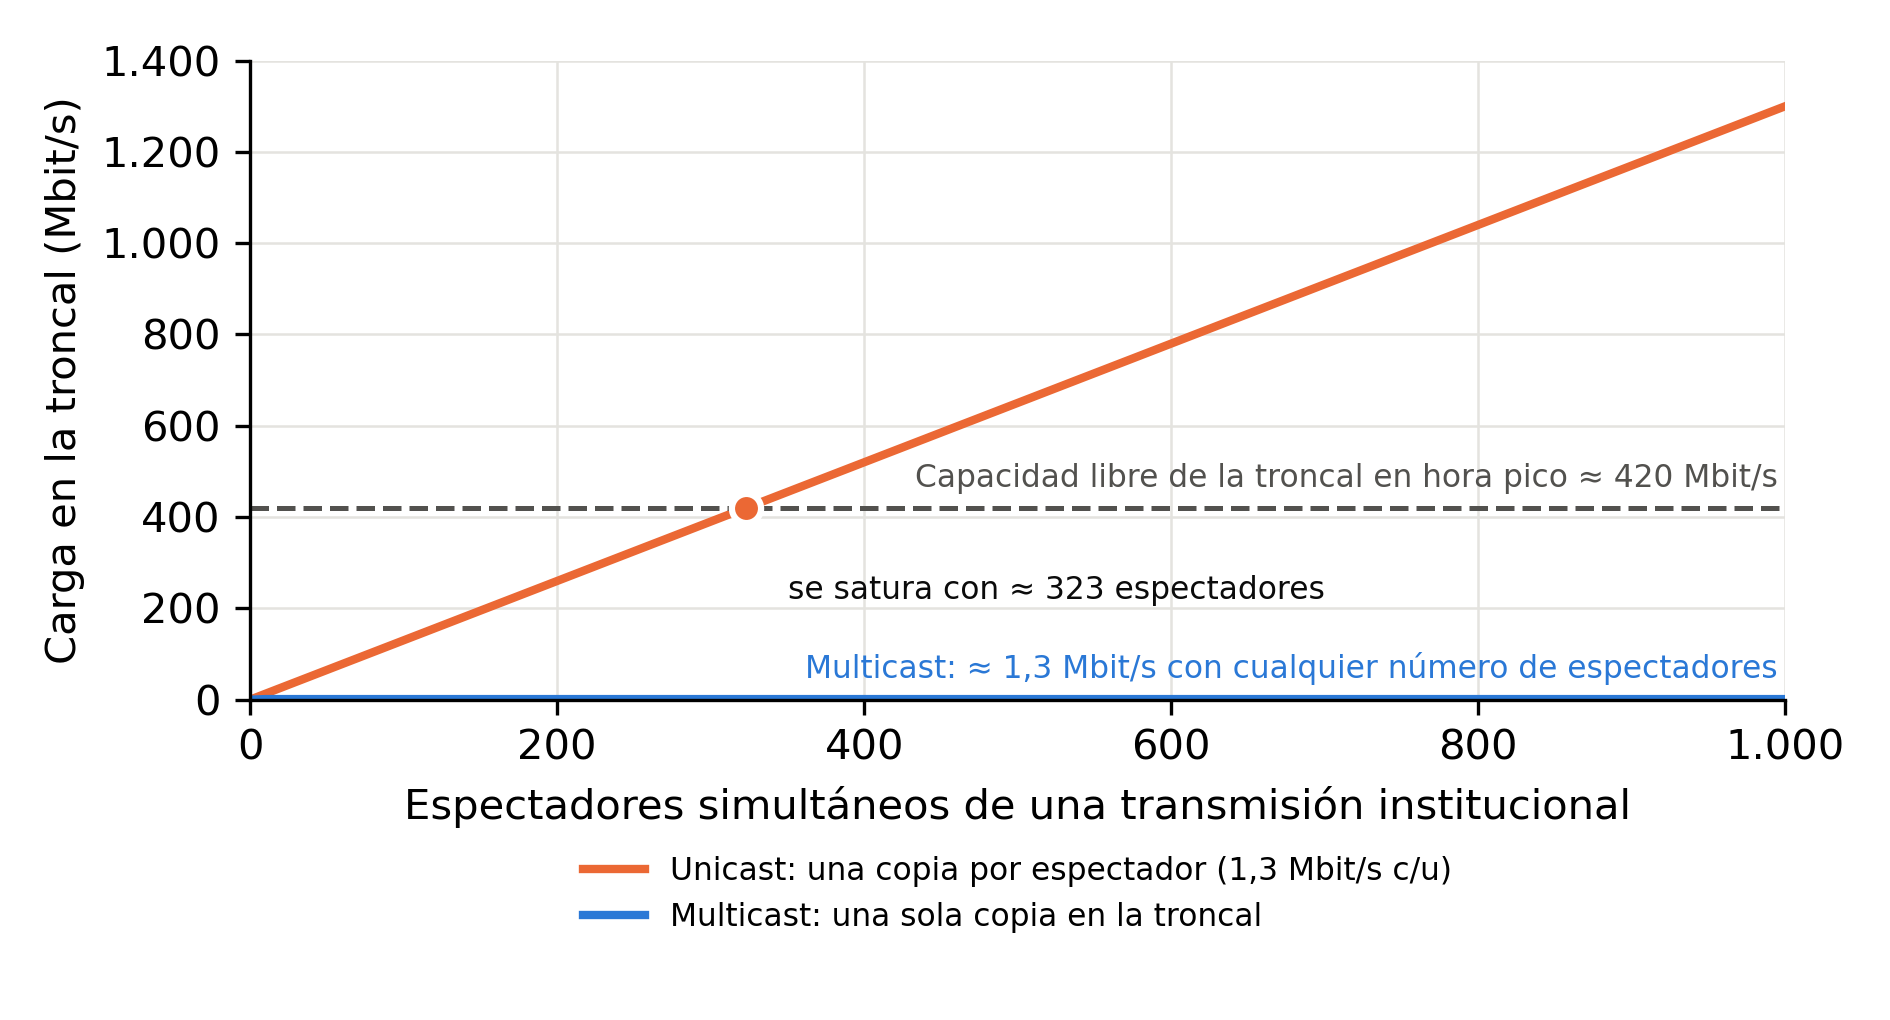 1.400
1.200
1.000
800
600
400
200
0
Carga en la troncal (Mbit/s)
Capacidad libre de la troncal en hora pico ≈ 420 Mbit/s
se satura con ≈ 323 espectadores
Multicast: ≈ 1,3 Mbit/s con cualquier número de espectadores
0 200 400 600 800 1.000
Espectadores simultáneos de una transmisión institucional
Unicast: una copia por espectador (1,3 Mbit/s c/u)
Multicast: una sola copia en la troncal